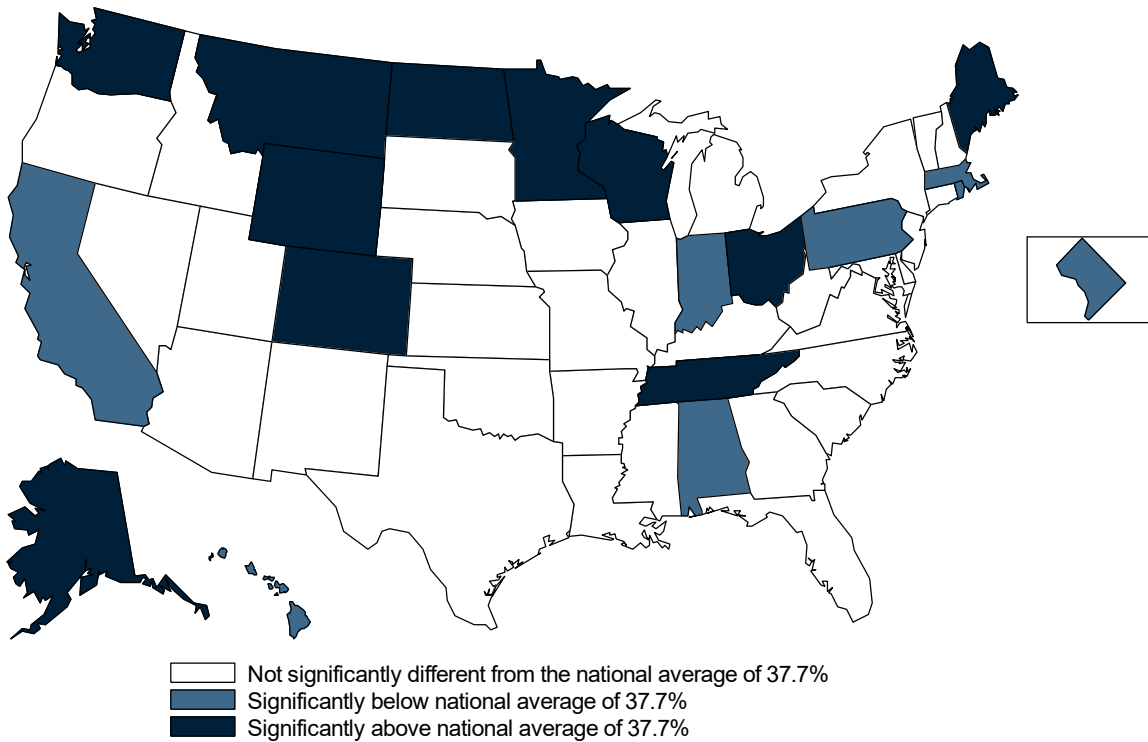 Not significantly different from the national average of 37.7%
Significantly below national average of 37.7%
Significantly above national average of 37.7%